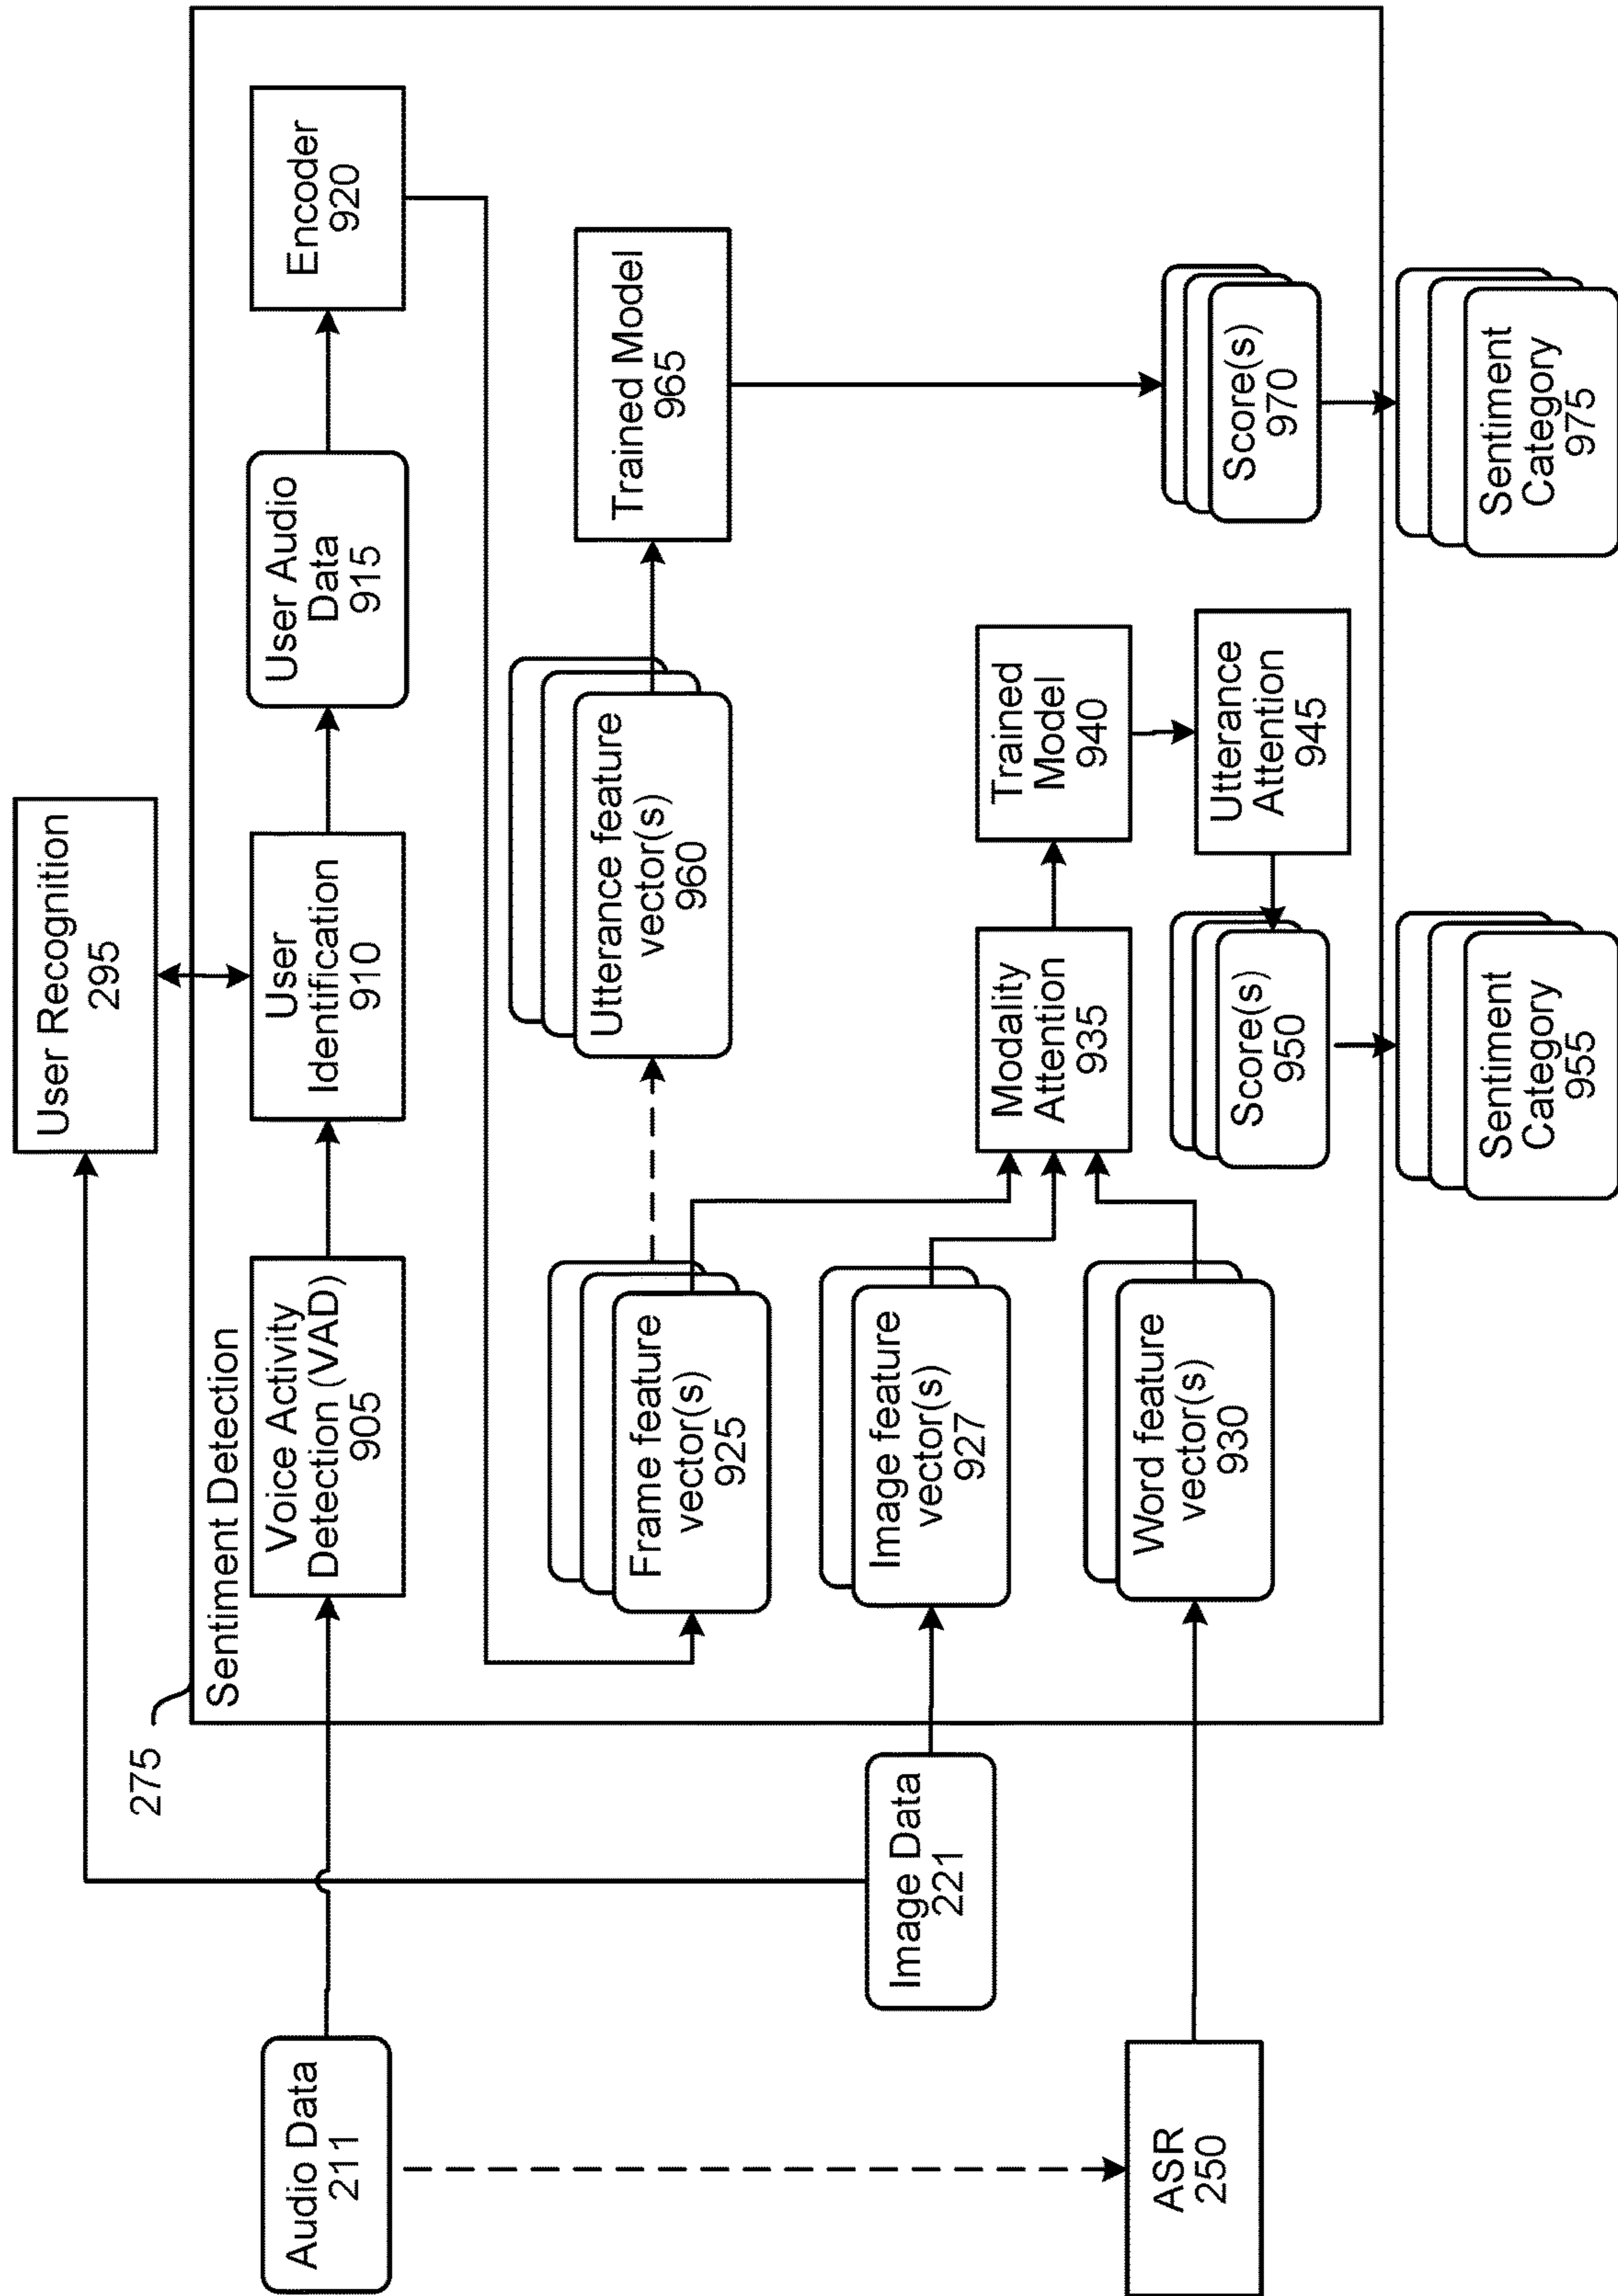 User Recognition
295
275
Sentiment Detection
Audio Data
211
Voice Activity
Detection (VAD)
905
User
Identification
910
User Audio
Data
915
Encoder
920
Frame feature
vector(s)
925
Utterance feature
vector(s)
960
Trained Model
965
Image Data
221
Image feature
vector(s)
927
Modality
Attention
935
Trained
Model
940
ASR
250
Word feature
vector(s)
930
Score(s)
950
Utterance
Attention
945
Score(s)
970
Sentiment
Category
955
Sentiment
Category
975